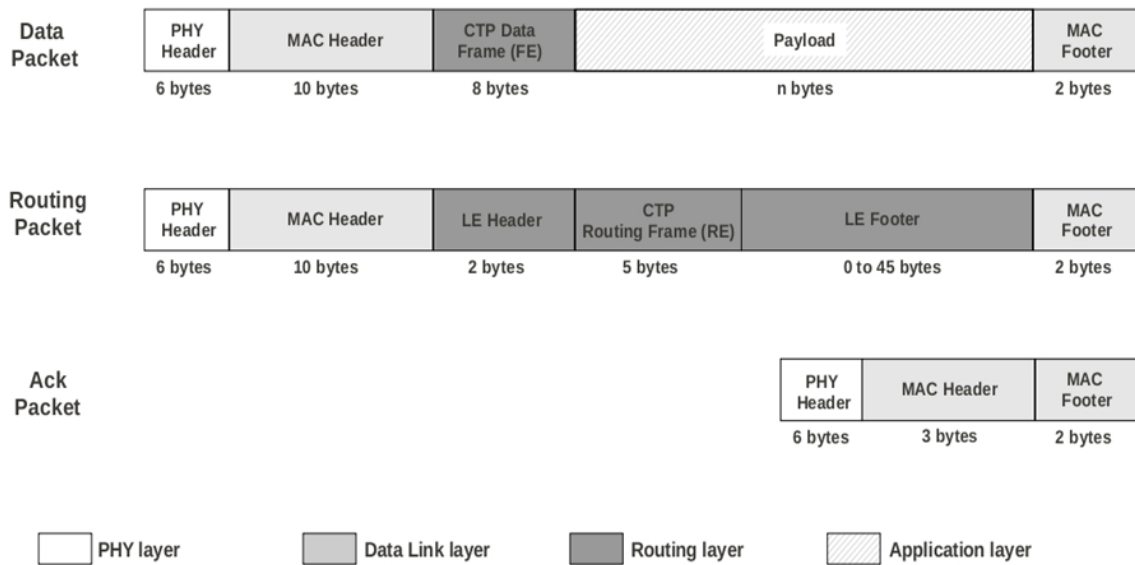 Data
Packet
PHY
Header
MAC Header
CTP Data
Frame (FE)
Payload
MAC
Footer
6 bytes
10 bytes
8 bytes
n bytes
2 bytes
Routing
Packet
PHY
Header
MAC Header
LE Header
CTP
Routing Frame (RE)
LE Footer
MAC
Footer
6 bytes
10 bytes
2 bytes
5 bytes
0 to 45 bytes
2 bytes
Ack
Packet
PHY
Header
MAC Header
MAC
Footer
6 bytes
3 bytes
2 bytes
PHY layer
Data Link layer
Routing layer
Application layer